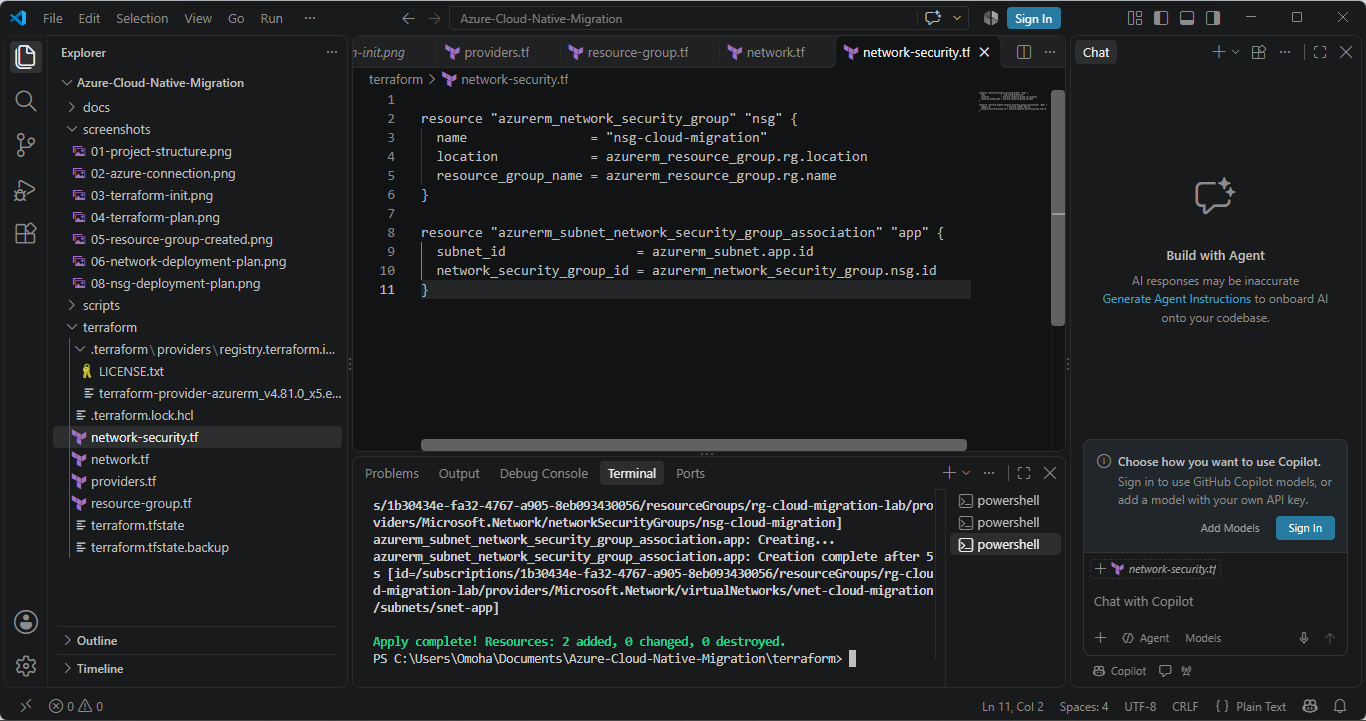 File Edit Selection View Go Run ··· Azure-Cloud-Native-Migration Sign In
Explorer ···
Azure-Cloud-Native-Migration
docs
screenshots
01-project-structure.png
02-azure-connection.png
03-terraform-init.png
04-terraform-plan.png
05-resource-group-created.png
06-network-deployment-plan.png
08-nsg-deployment-plan.png
scripts
terraform
.terraform\providers\registry.terraform.i...
LICENSE.txt
terraform-provider-azurerm_v4.81.0_x5.e...
.terraform.lock.hcl
network-security.tf
network.tf
providers.tf
resource-group.tf
terraform.tfstate
terraform.tfstate.backup
Outline
Timeline
n-init.png providers.tf resource-group.tf network.tf network-security.tf
terraform > network-security.tf
1
2 resource "azurerm_network_security_group" "nsg" {
3 name = "nsg-cloud-migration"
4 location = azurerm_resource_group.rg.location
5 resource_group_name = azurerm_resource_group.rg.name
6 }
7
8 resource "azurerm_subnet_network_security_group_association" "app" {
9 subnet_id = azurerm_subnet.app.id
10 network_security_group_id = azurerm_network_security_group.nsg.id
11 }
Problems Output Debug Console Terminal Ports
s/1b30434e-fa32-4767-a905-8eb093430056/resourceGroups/rg-cloud-migration-lab/pro
viders/Microsoft.Network/networkSecurityGroups/nsg-cloud-migration]
azurerm_subnet_network_security_group_association.app: Creating...
azurerm_subnet_network_security_group_association.app: Creation complete after 5
s [id=/subscriptions/1b30434e-fa32-4767-a905-8eb093430056/resourceGroups/rg-clou
d-migration-lab/providers/Microsoft.Network/virtualNetworks/vnet-cloud-migration
/subnets/snet-app]
Apply complete! Resources: 2 added, 0 changed, 0 destroyed.
PS C:\Users\Omoha\Documents\Azure-Cloud-Native-Migration\terraform>
powershell
powershell
powershell
Chat
Build with Agent
AI responses may be inaccurate
Generate Agent Instructions to onboard AI
onto your codebase.
Choose how you want to use Copilot.
Sign in to use GitHub Copilot models, or
add a model with your own API key.
Add Models Sign In
network-security.tf
Chat with Copilot
Agent Models
Copilot
0 0 Ln 11, Col 2 Spaces: 4 UTF-8 CRLF { } Plain Text